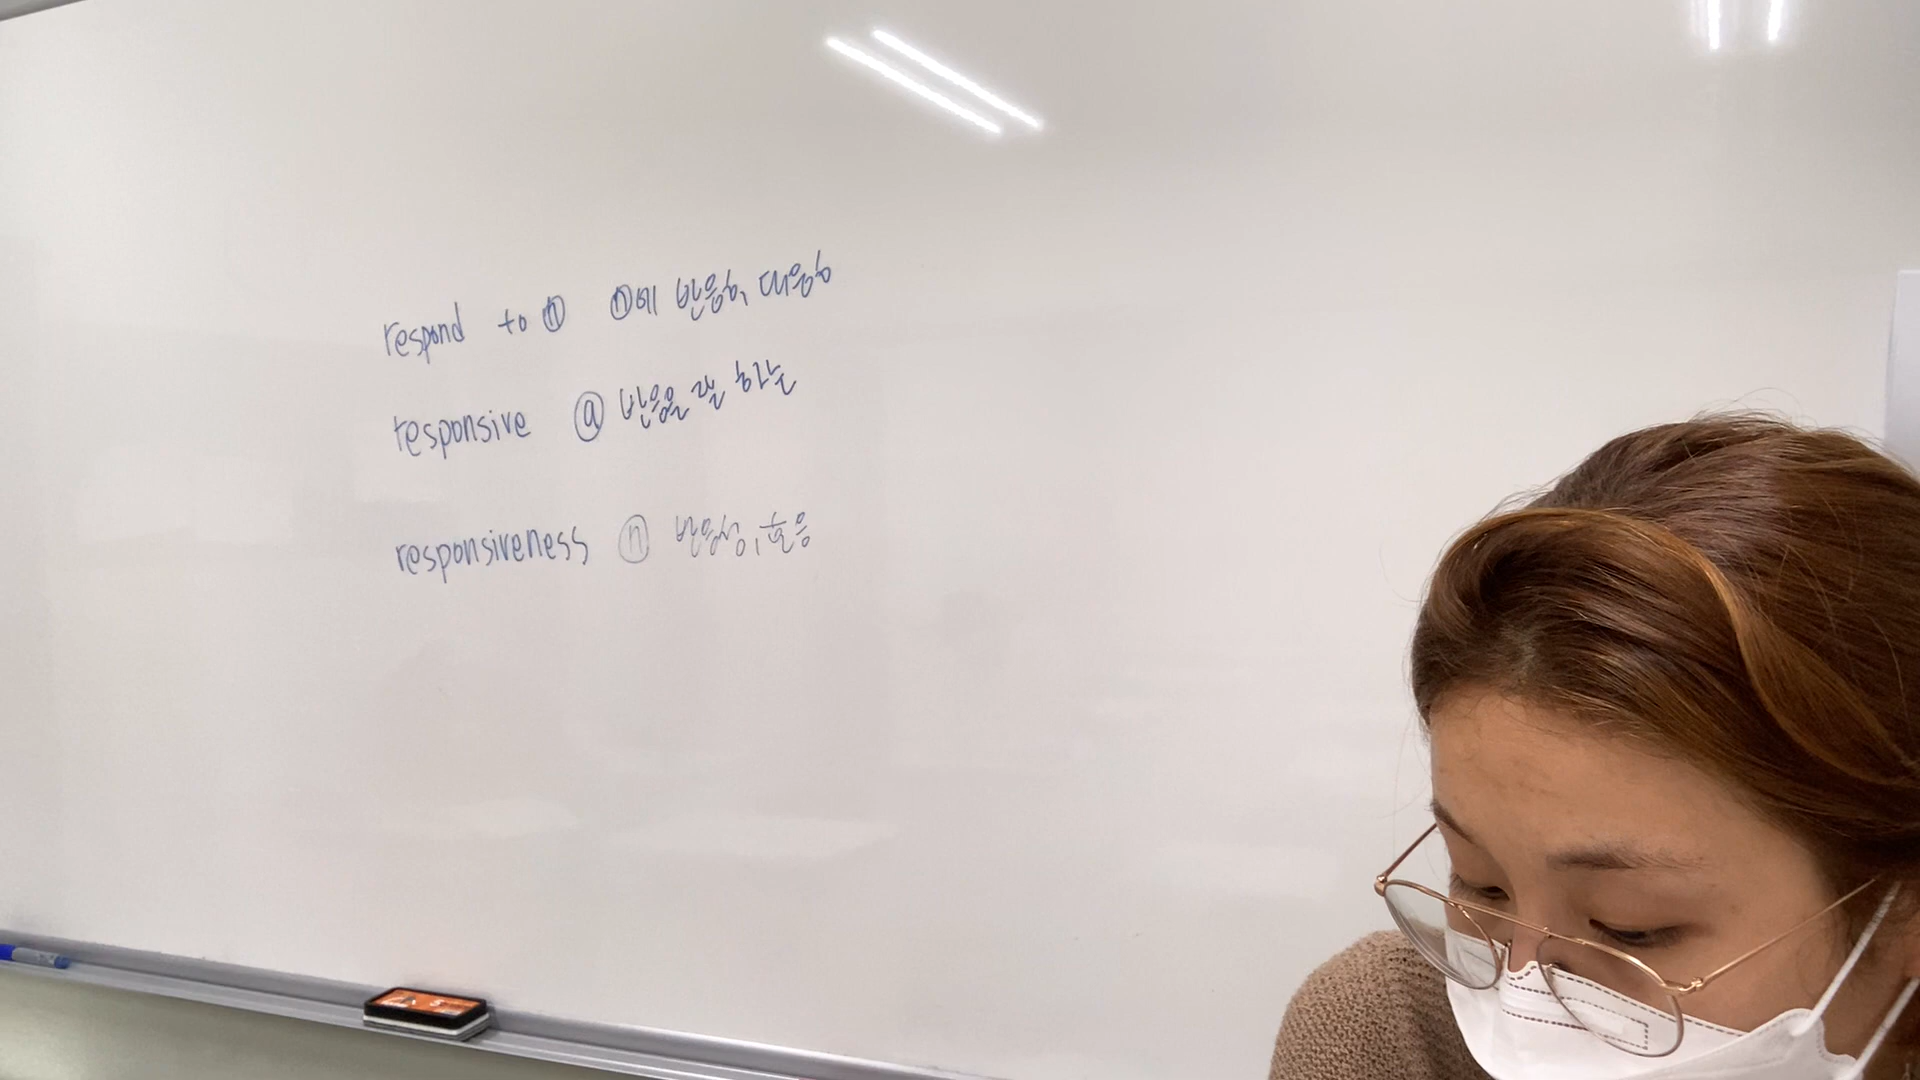 respond to ⓝ ⓝ에 반응하, 대응하
responsive ⓐ 반응을 잘 하는
responsiveness ⓝ 반응성, 호응